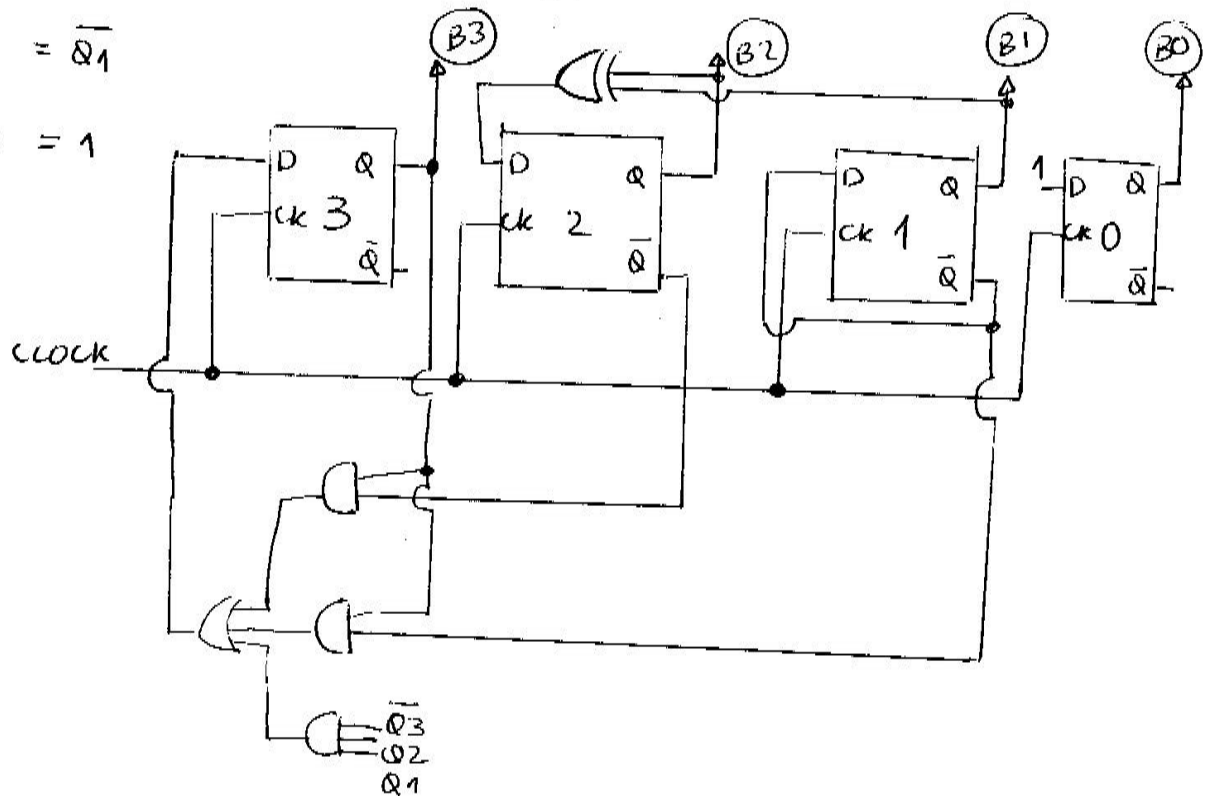 = Q̅1̅
= 1
B3
B2
B1
B0
D Q
CK 3
Q̅
D Q
CK 2
Q̅
D Q
CK 1
Q̅
1 D Q
CK 0
Q̅
CLOCK
Q̅3̅
Q2
Q1